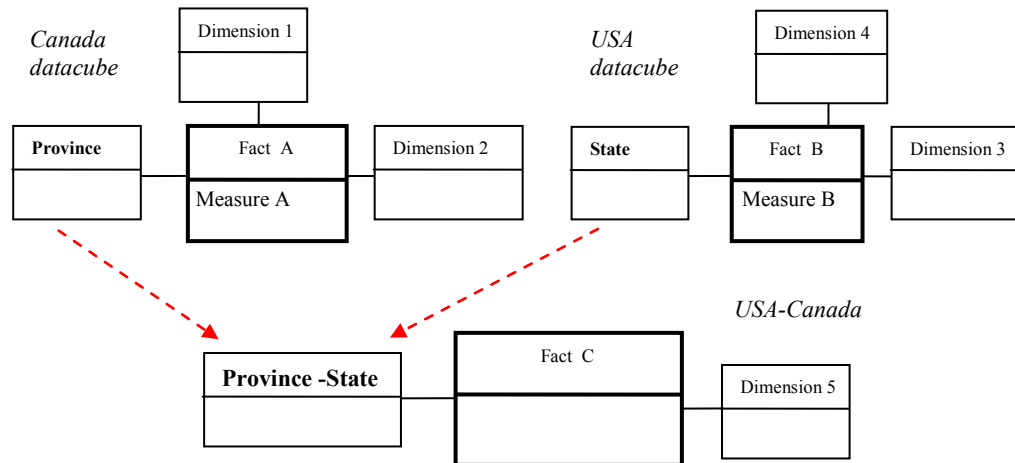 Canada
datacube
Dimension 1
Province
Fact A
Measure A
Dimension 2
USA
datacube
Dimension 4
State
Fact B
Measure B
Dimension 3
USA-Canada
Province -State
Fact C
Dimension 5